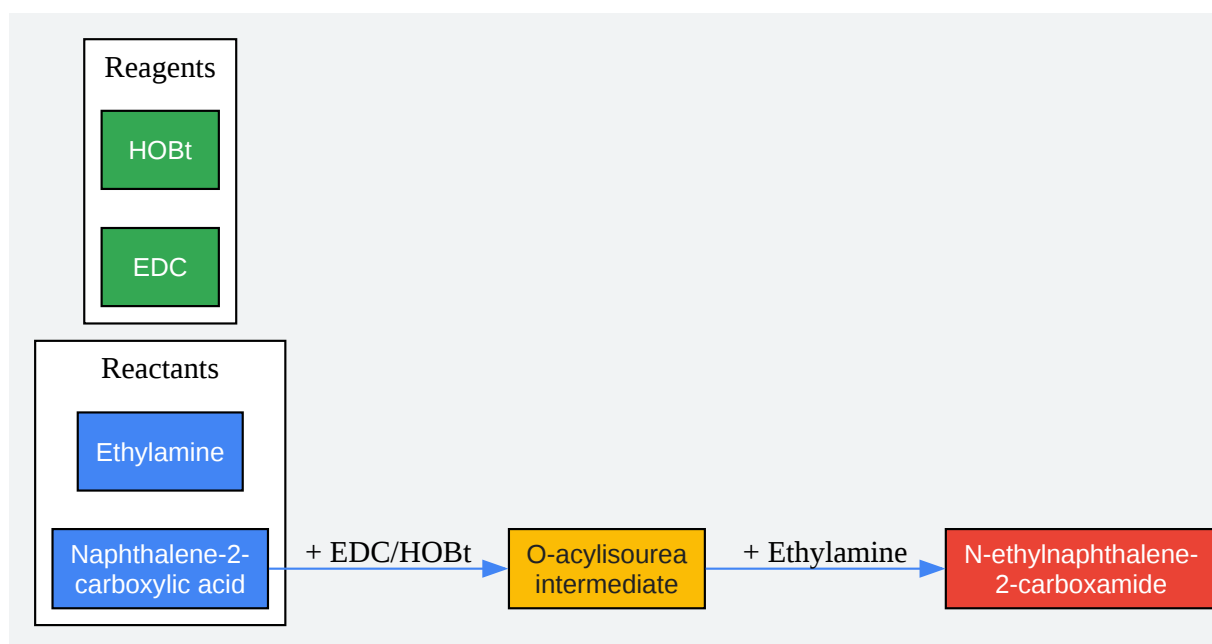 Reagents
HOBt
EDC
Reactants
Ethylamine
Naphthalene-2-
carboxylic acid
+ EDC/HOBt
O-acylisourea
intermediate
+ Ethylamine
N-ethylnaphthalene-
2-carboxamide